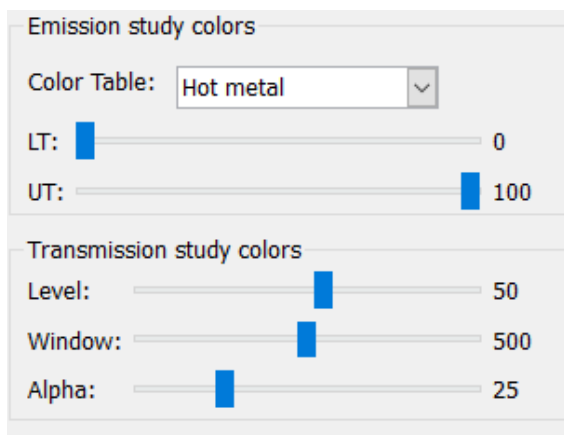 Emission study colors
Color Table: Hot metal
LT: 0
UT: 100
Transmission study colors
Level: 50
Window: 500
Alpha: 25